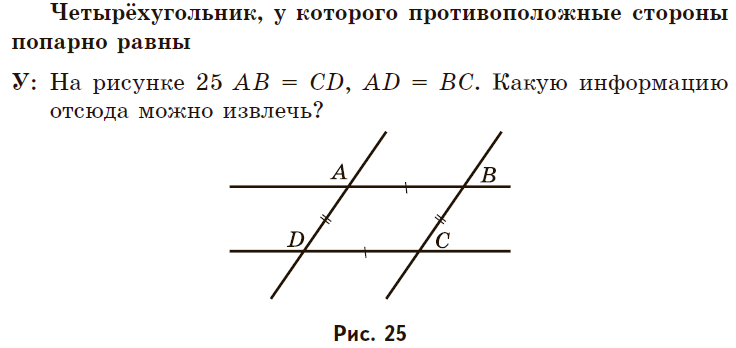 Четырёхугольник, у которого противоположные стороны
попарно равны
У: На рисунке 25 AB = CD, AD = BC. Какую информацию
отсюда можно извлечь?
A
B
D
C
Рис. 25